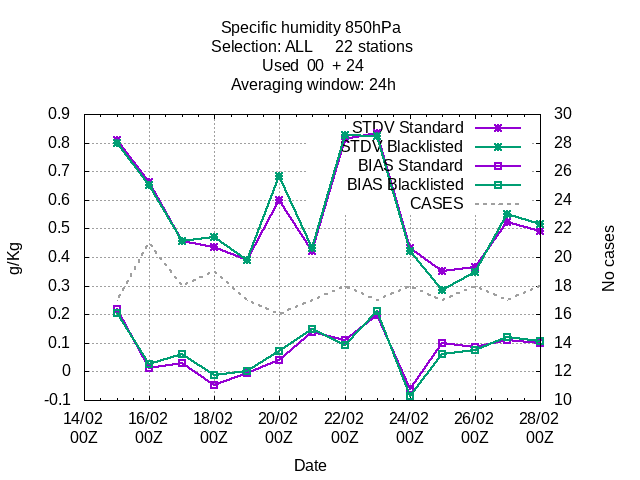 Specific humidity 850hPa
Selection: ALL     22 stations
Used  00  + 24
Averaging window: 24h
STDV Standard
STDV Blacklisted
BIAS Standard
BIAS Blacklisted
CASES
g/Kg
0.9
0.8
0.7
0.6
0.5
0.4
0.3
0.2
0.1
0
-0.1
30
28
26
24
22
20
18
16
14
12
10
No cases
14/02 16/02 18/02 20/02 22/02 24/02 26/02 28/02
00Z 00Z 00Z 00Z 00Z 00Z 00Z 00Z
Date